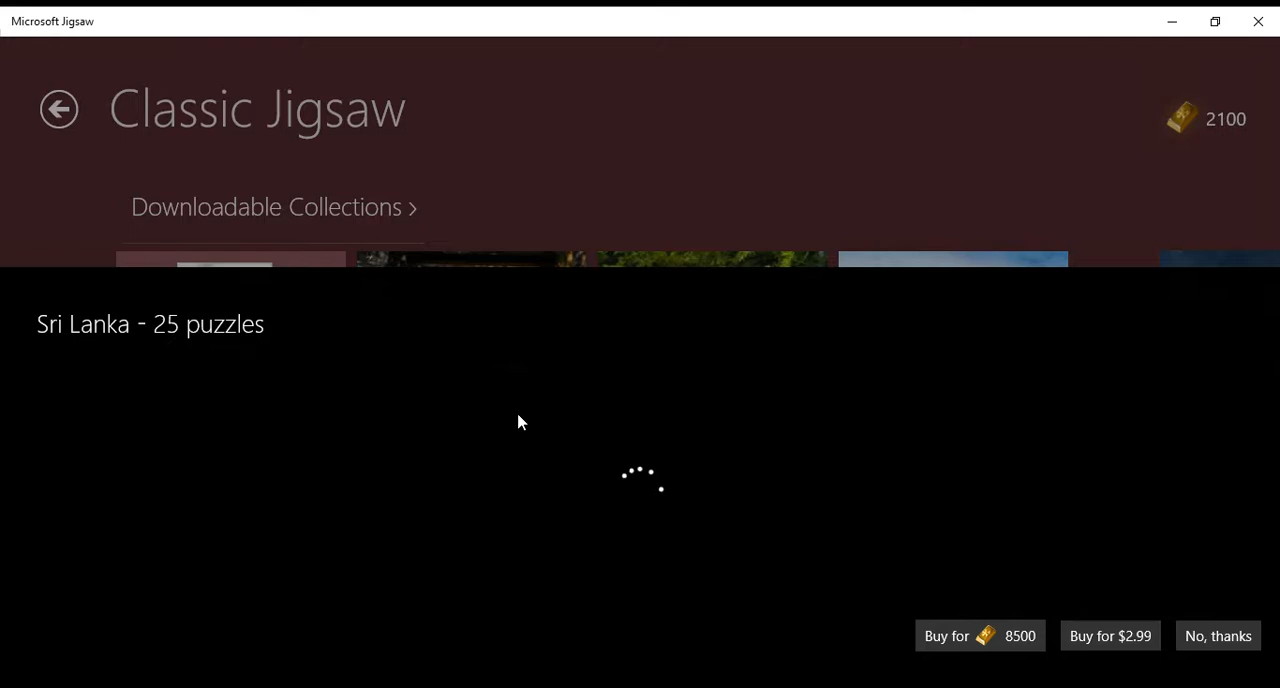 Microsoft Jigsaw
Classic Jigsaw
2100
Downloadable Collections >
Sri Lanka - 25 puzzles
Buy for 8500
Buy for $2.99
No, thanks